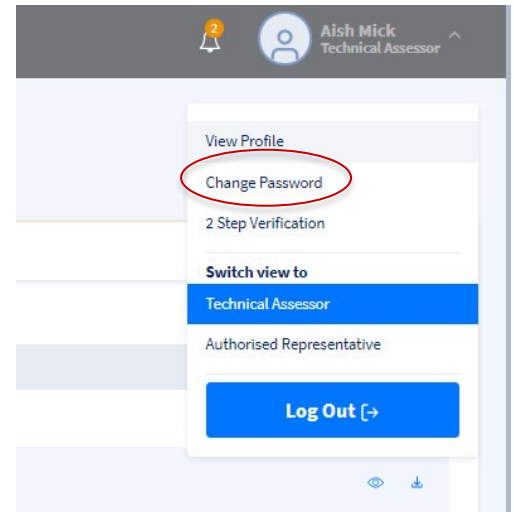 2
Aish Mick
Technical Assessor
View Profile
Change Password
2 Step Verification
Switch view to
Technical Assessor
Authorised Representative
Log Out